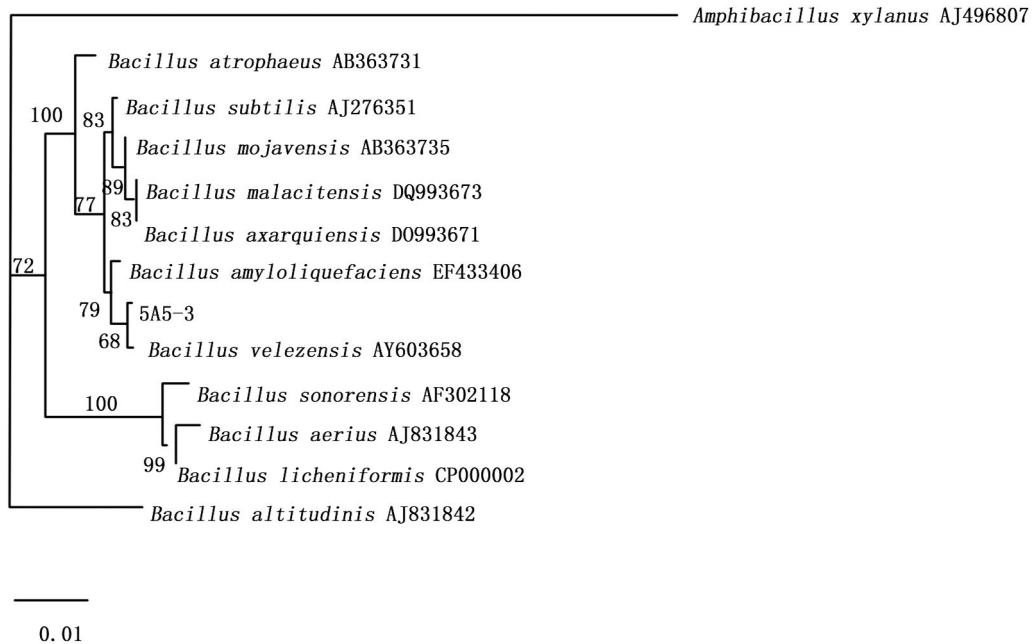 Amphibacillus xylanus AJ496807
Bacillus atrophaeus AB363731
100
83
Bacillus subtilis AJ276351
Bacillus mojavensis AB363735
89
Bacillus malacitensis DQ993673
77
83
Bacillus axarquiensis DO993671
72
Bacillus amyloliquefaciens EF433406
79
5A5-3
68
Bacillus velezensis AY603658
Bacillus sonorensis AF302118
100
Bacillus aerius AJ831843
99
Bacillus licheniformis CP000002
Bacillus altitudinis AJ831842
0.01